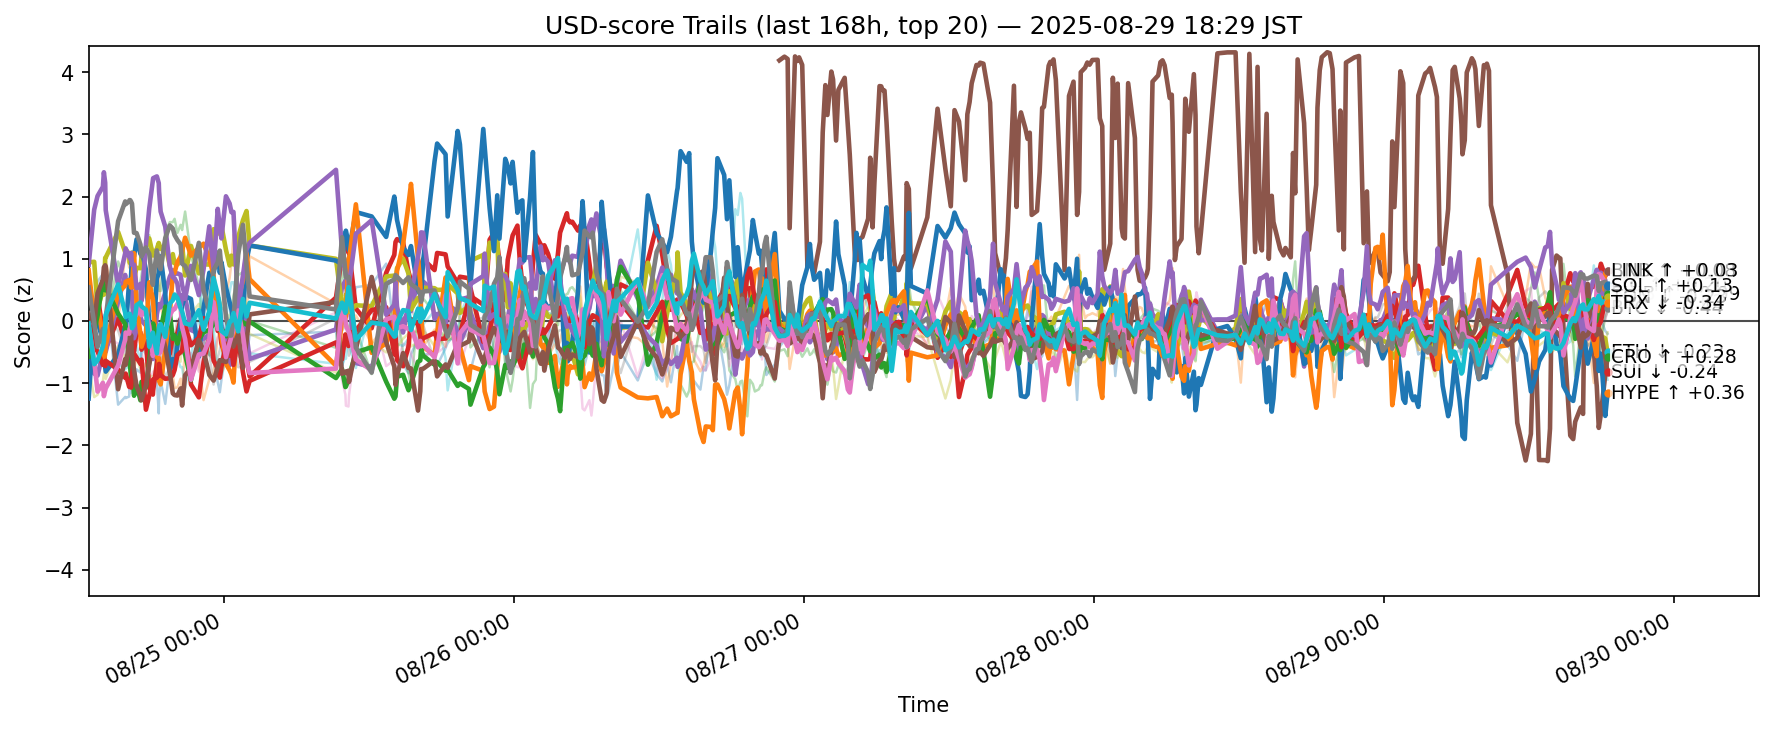 USD-score Trails (last 168h, top 20) — 2025-08-29 18:29 JST
Score (z)
4
3
2
1
0
−1
−2
−3
−4
LINK ↑ +0.03
SOL ↑ +0.13
TRX ↓ -0.34
BTC ↓ -0.44
CRO ↑ +0.28
SUI ↓ -0.24
HYPE ↑ +0.36
08/25 00:00
08/26 00:00
08/27 00:00
08/28 00:00
08/29 00:00
08/30 00:00
Time